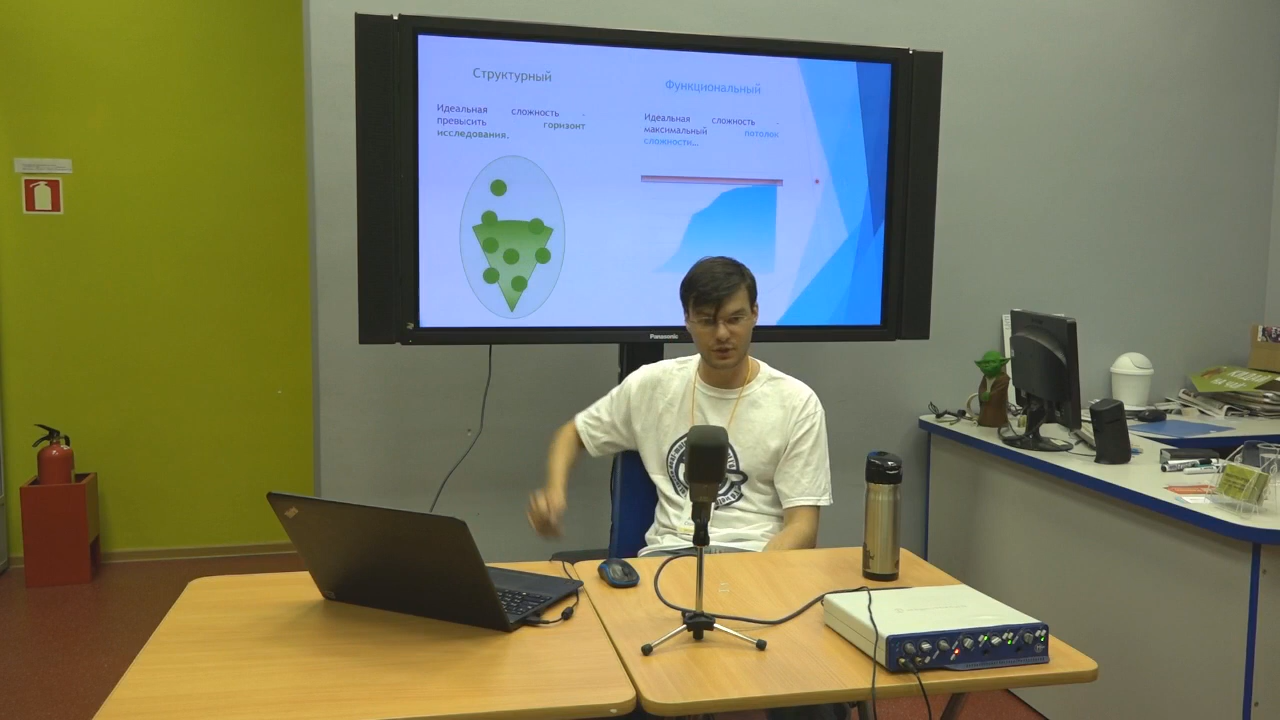 Структурный
Идеальная сложность -
превысить горизонт
исследования.
Функциональный
Идеальная сложность -
максимальный потолок
сложности...
Panasonic